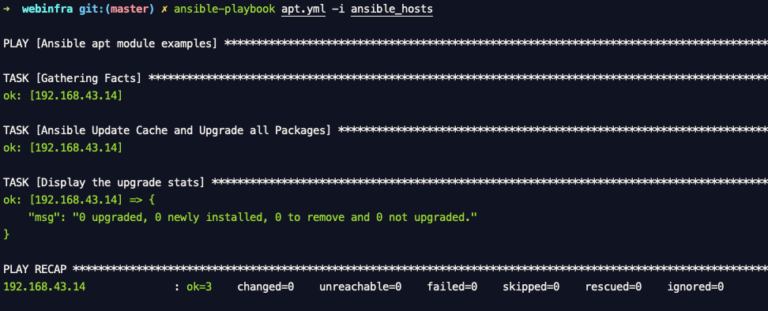 → webinfra git:(master) ✗ ansible-playbook apt.yml -i ansible_hosts
PLAY [Ansible apt module examples] ************************************************************************************
TASK [Gathering Facts] ************************************************************************************************
ok: [192.168.43.14]
TASK [Ansible Update Cache and Upgrade all Packages] ******************************************************************
ok: [192.168.43.14]
TASK [Display the upgrade stats] **************************************************************************************
ok: [192.168.43.14] => {
    "msg": "0 upgraded, 0 newly installed, 0 to remove and 0 not upgraded."
}
PLAY RECAP ************************************************************************************************************
192.168.43.14              : ok=3    changed=0    unreachable=0    failed=0    skipped=0    rescued=0    ignored=0